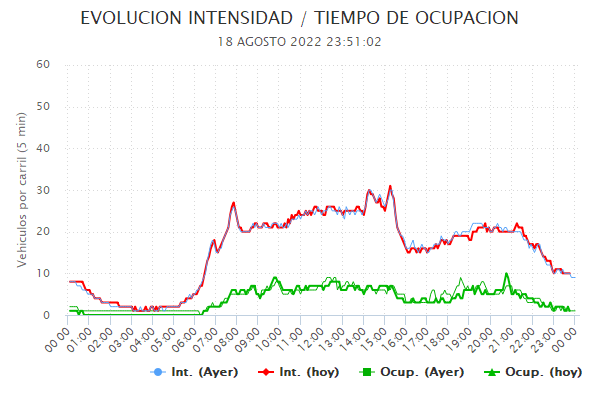 EVOLUCION INTENSIDAD / TIEMPO DE OCUPACION
18 AGOSTO 2022 23:51:02
Vehiculos por carril (5 min)
60
50
40
30
20
10
0
00:00 01:00 02:00 03:00 04:00 05:00 06:00 07:00 08:00 09:00 10:00 11:00 12:00 13:00 14:00 15:00 16:00 17:00 18:00 19:00 20:00 21:00 22:00 23:00 00:00
Int. (Ayer) Int. (hoy) Ocup. (Ayer) Ocup. (hoy)